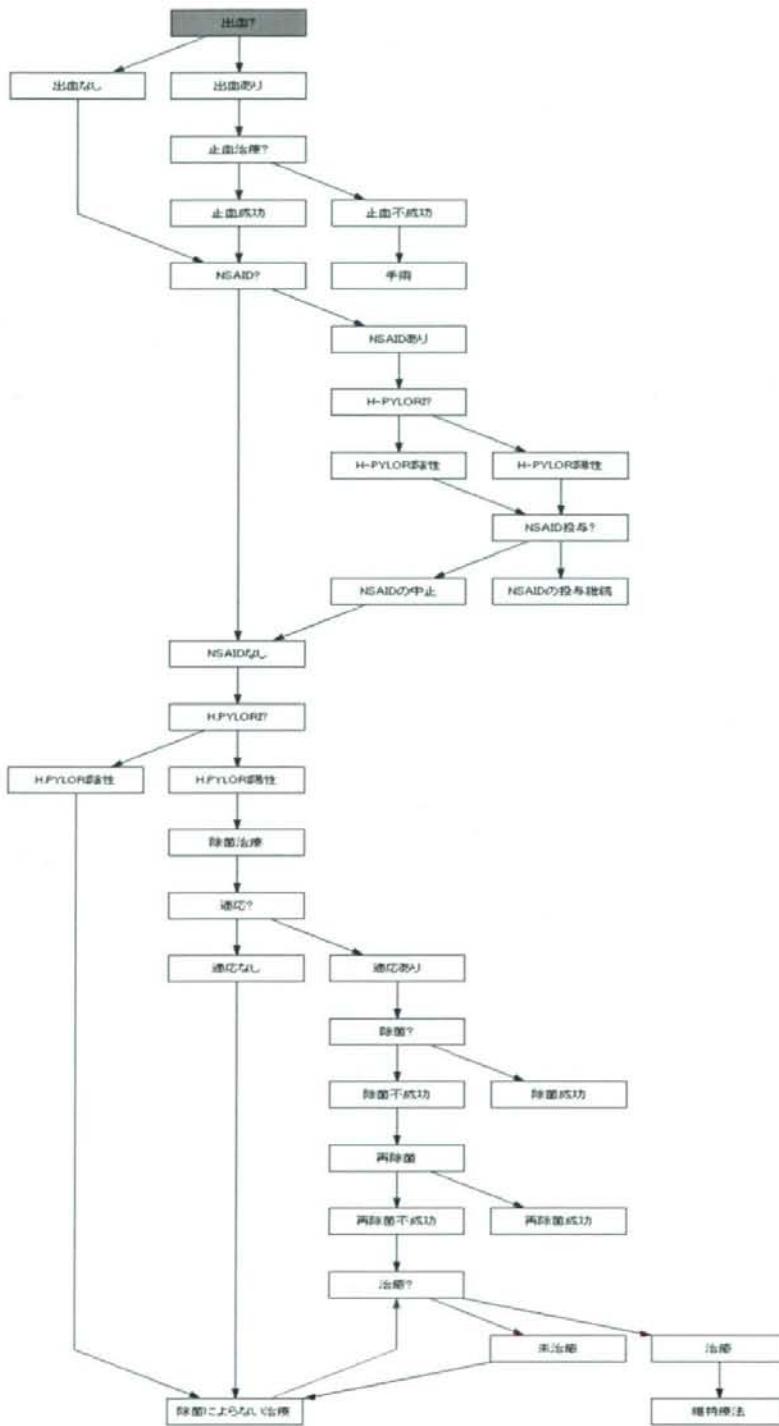 出血?
出血なし
出血あり
止血治療?
止血成功
止血不成功
NSAID?
手術
NSAIDあり
H-PYLORI?
H-PYLORI陰性
H-PYLORI陽性
NSAID投与?
NSAIDの中止
NSAIDの投与継続
NSAIDなし
H.PYLORI?
H.PYLORI陰性
H.PYLORI陽性
除菌治療
適応?
適応なし
適応あり
除菌?
除菌不成功
除菌成功
再除菌
再除菌不成功
再除菌成功
治癒?
未治癒
治癒
除菌によらない治療
維持療法